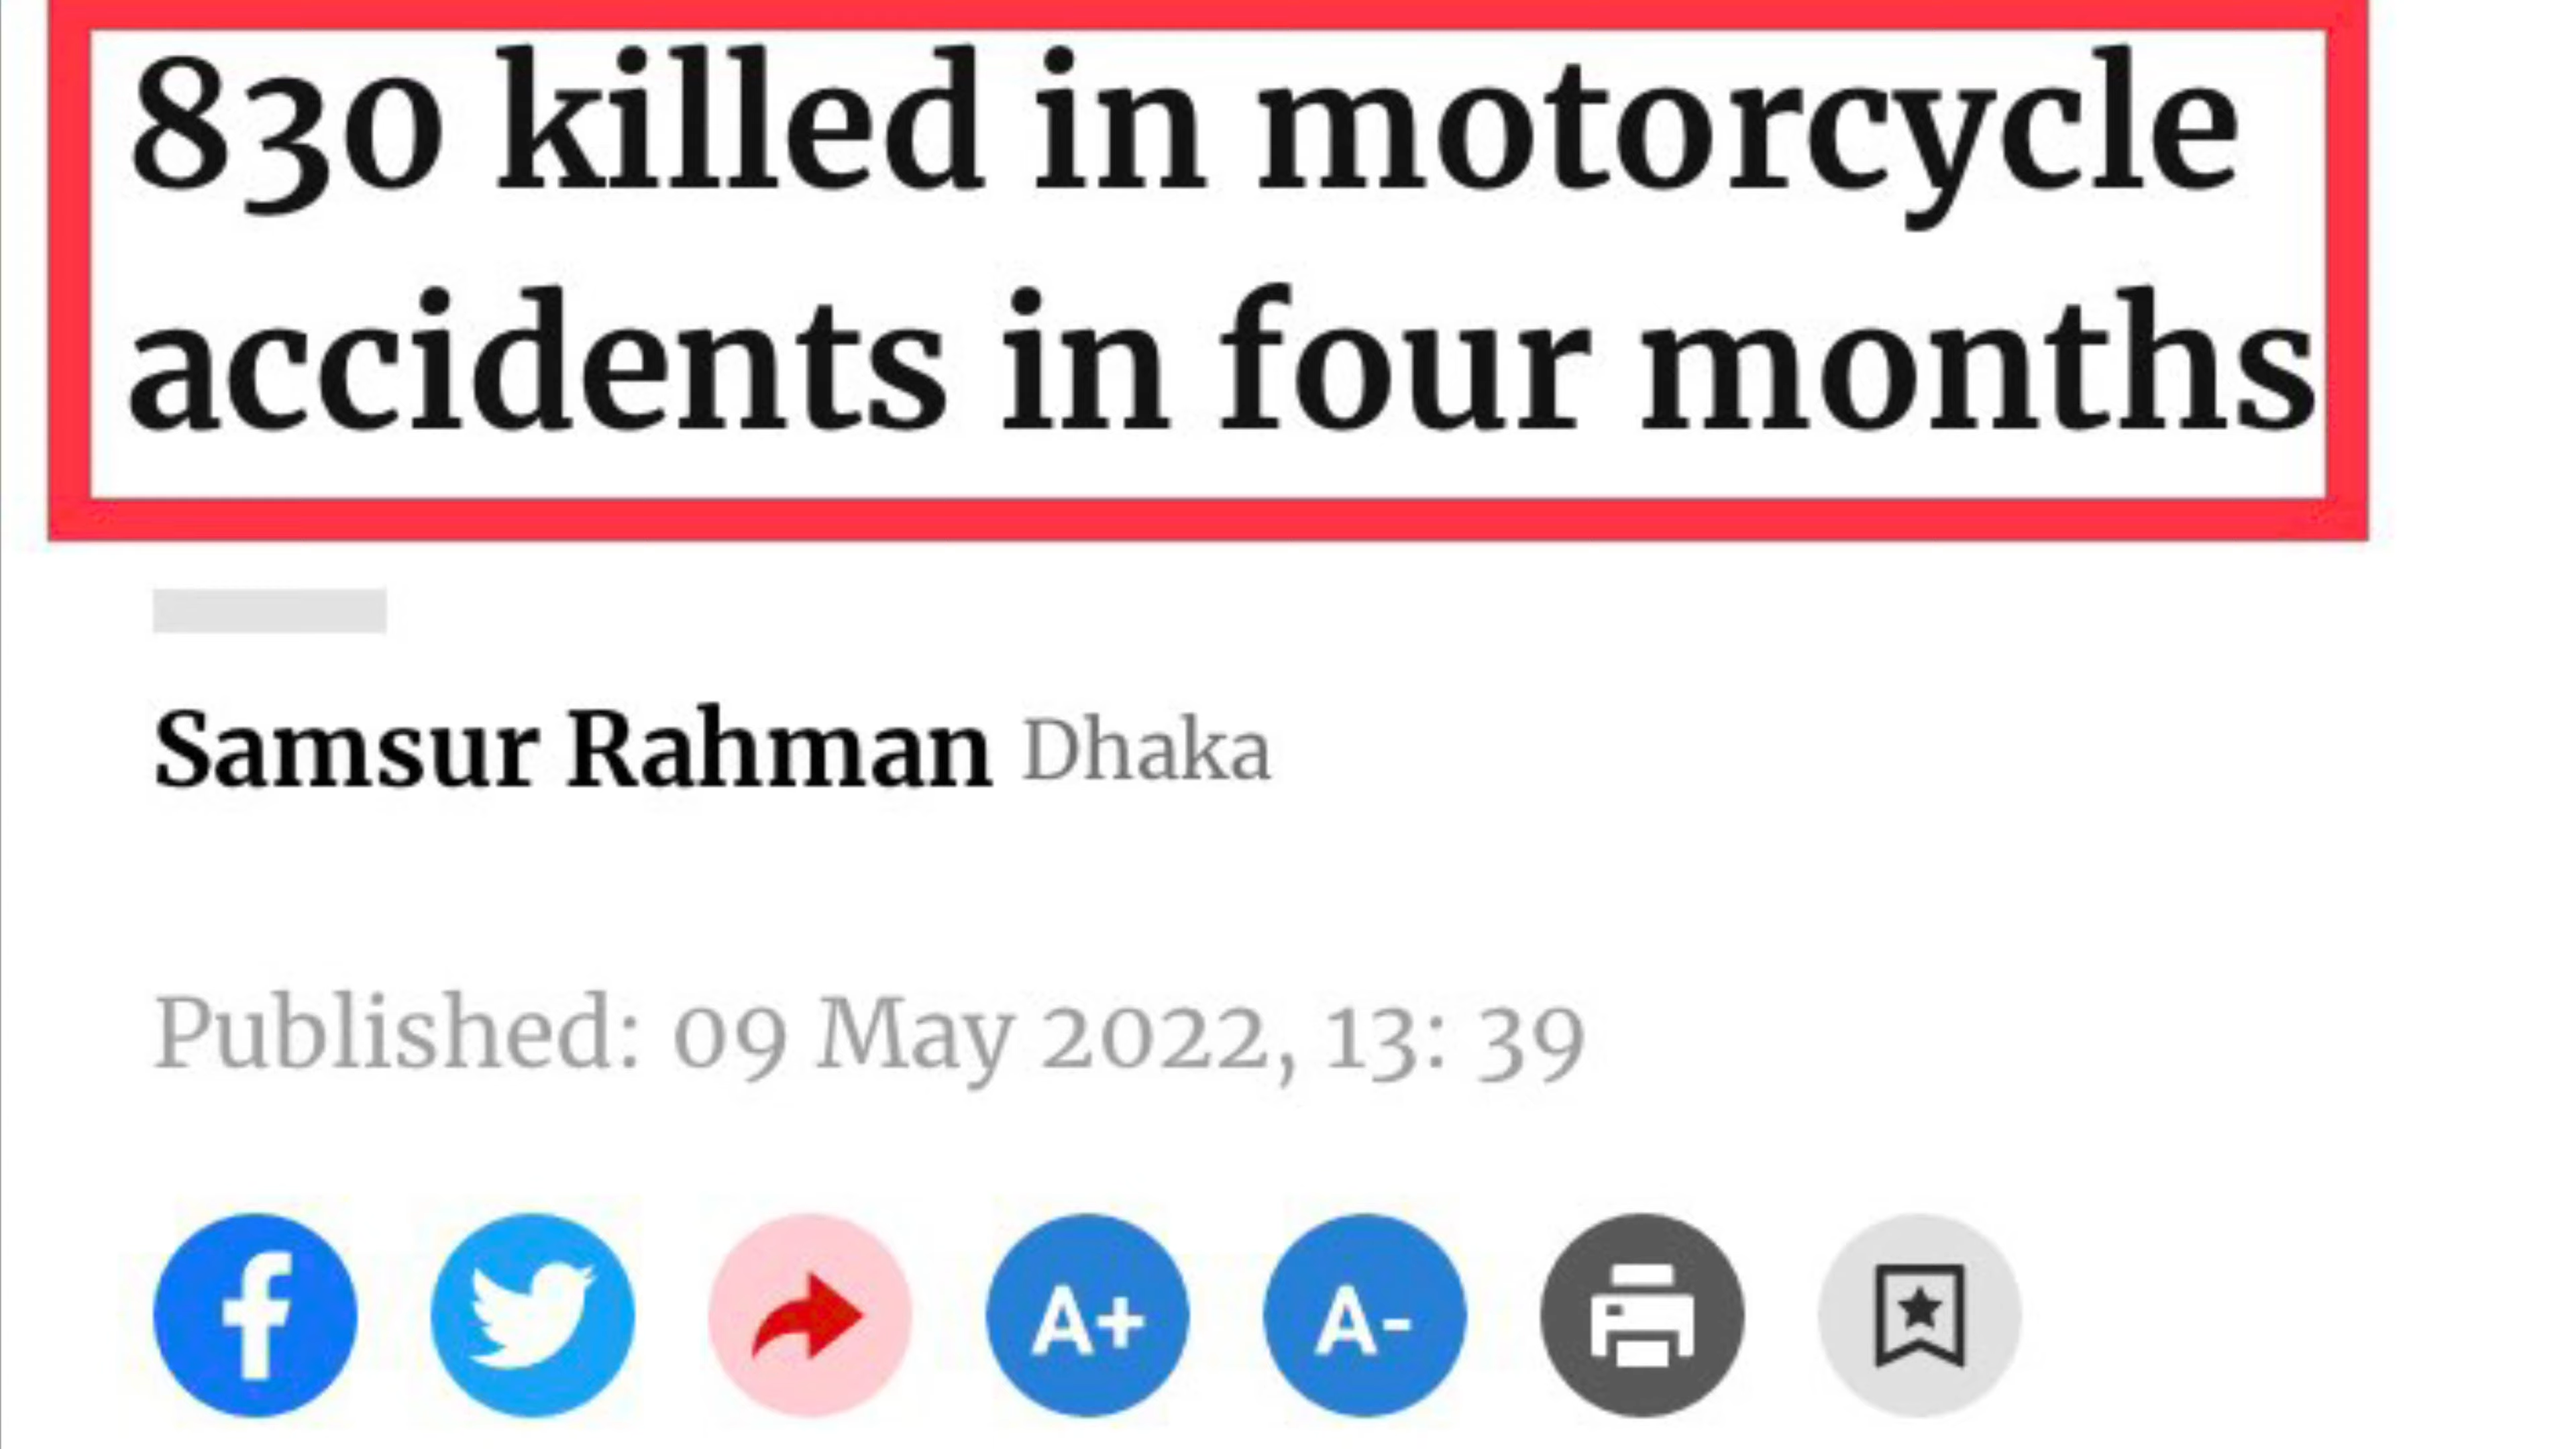 830 killed in motorcycle
accidents in four months
Samsur Rahman Dhaka
Published: 09 May 2022, 13: 39
f A+ A-